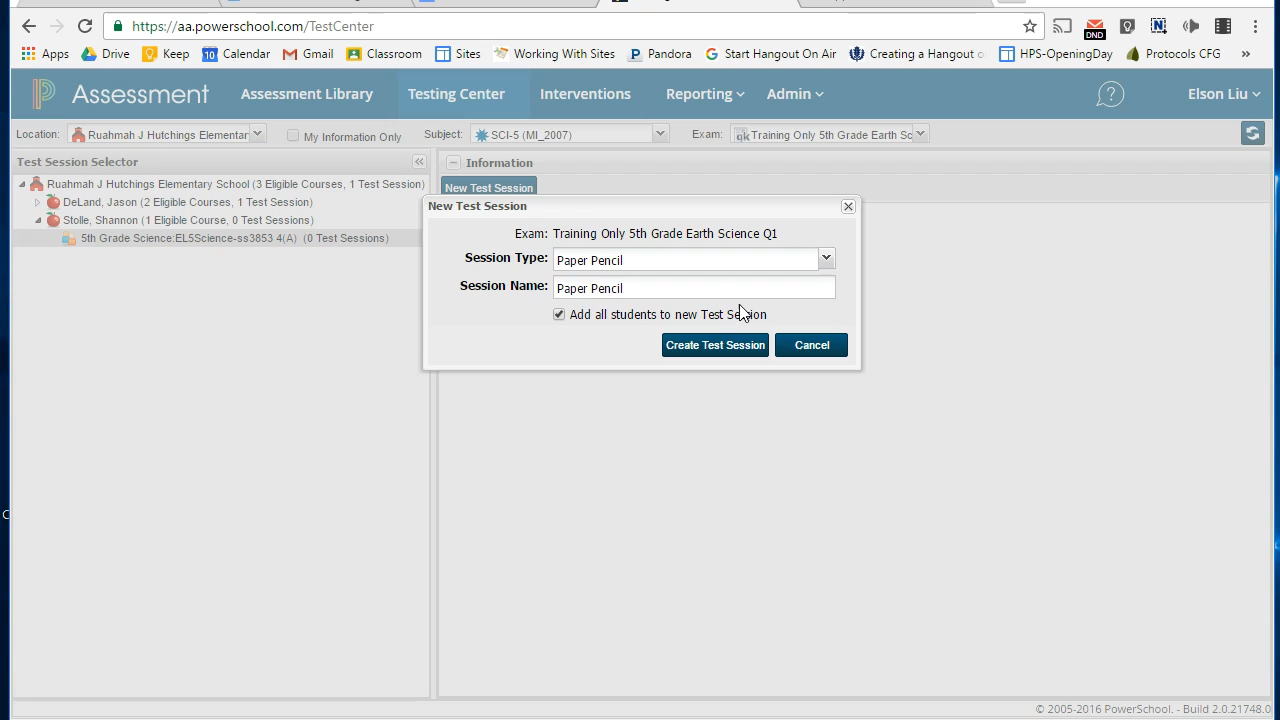 https://aa.powerschool.com/TestCenter
DND
Apps Drive Keep 10 Calendar Gmail Classroom Sites Working With Sites Pandora Start Hangout On Air Creating a Hangout HPS-OpeningDay Protocols CFG »
Assessment Assessment Library Testing Center Interventions Reporting Admin ? Elson Liu
Location: Ruahmah J Hutchings Elementar My Information Only Subject: SCI-5 (MI_2007) Exam: Training Only 5th Grade Earth Sc
Test Session Selector
Information
Ruahmah J Hutchings Elementary School (3 Eligible Courses, 1 Test Session)
New Test Session
DeLand, Jason (2 Eligible Courses, 1 Test Session)
Stolle, Shannon (1 Eligible Course, 0 Test Sessions)
5th Grade Science:EL5Science-ss3853 4(A) (0 Test Sessions)
New Test Session
Exam: Training Only 5th Grade Earth Science Q1
Session Type: Paper Pencil
Session Name: Paper Pencil
Add all students to new Test Session
Create Test Session Cancel
© 2005-2016 PowerSchool. - Build 2.0.21748.0